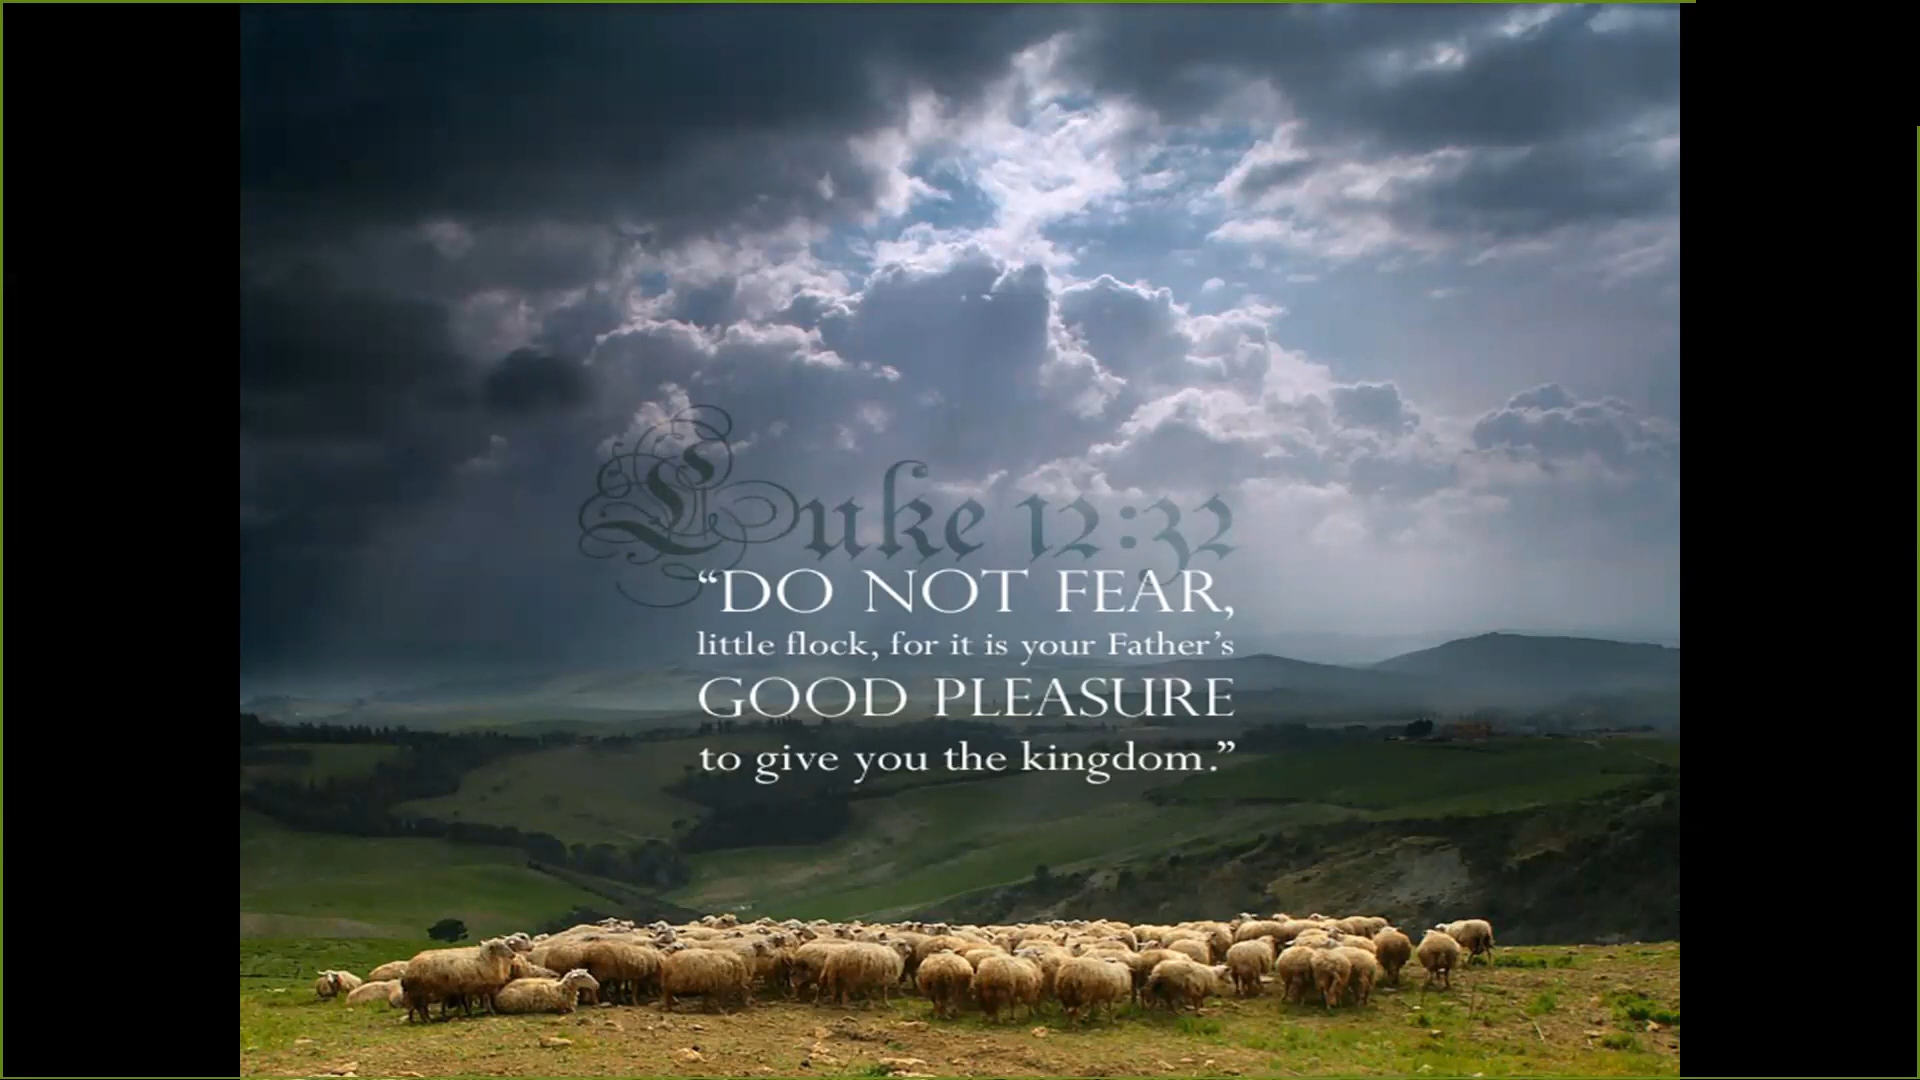 Luke 12:32
“DO NOT FEAR,
little flock, for it is your Father’s
GOOD PLEASURE
to give you the kingdom.”